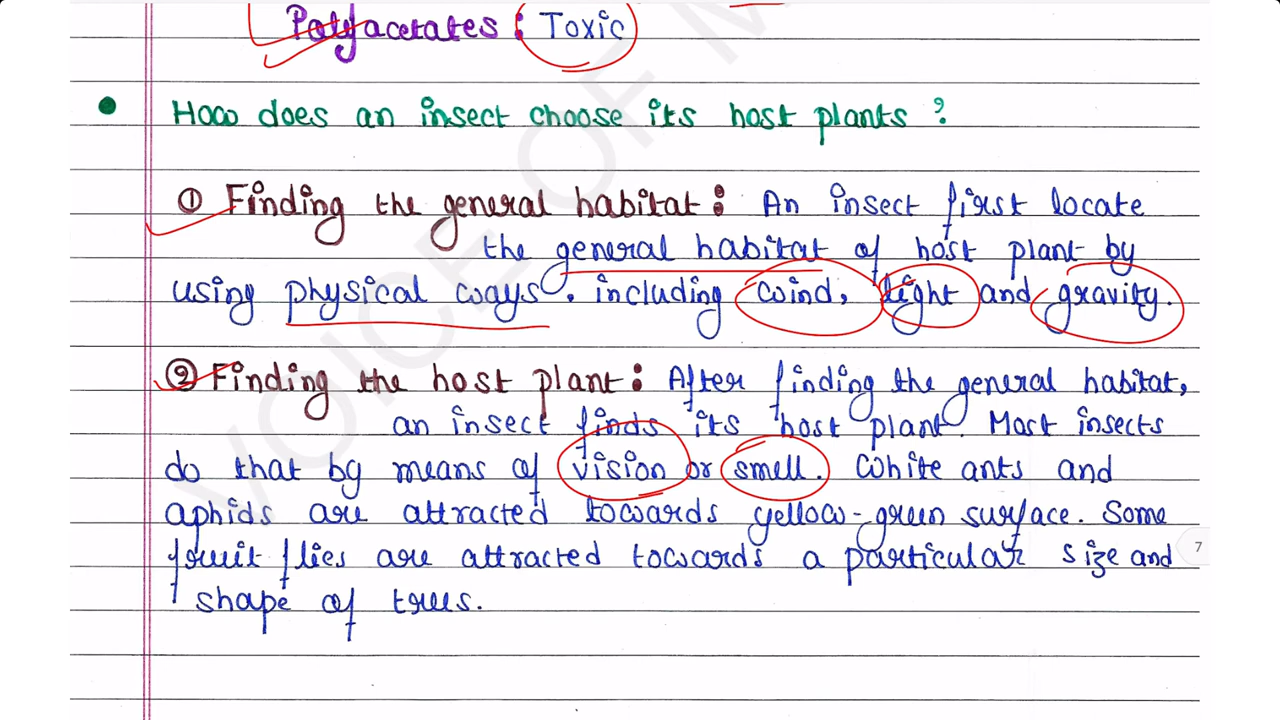 Polyacetates : Toxic
How does an insect choose its host plants ?
① Finding the general habitat : An insect first locate
the general habitat of host plant by
using physical ways, including wind, light and gravity.
② Finding the host plant : After finding the general habitat,
an insect finds its host plant. Most insects
do that by means of vision or smell. White ants and
aphids are attracted towards yellow-green surface. Some
fruit flies are attracted towards a particular size and
shape of trees.
7
VOICE OF M